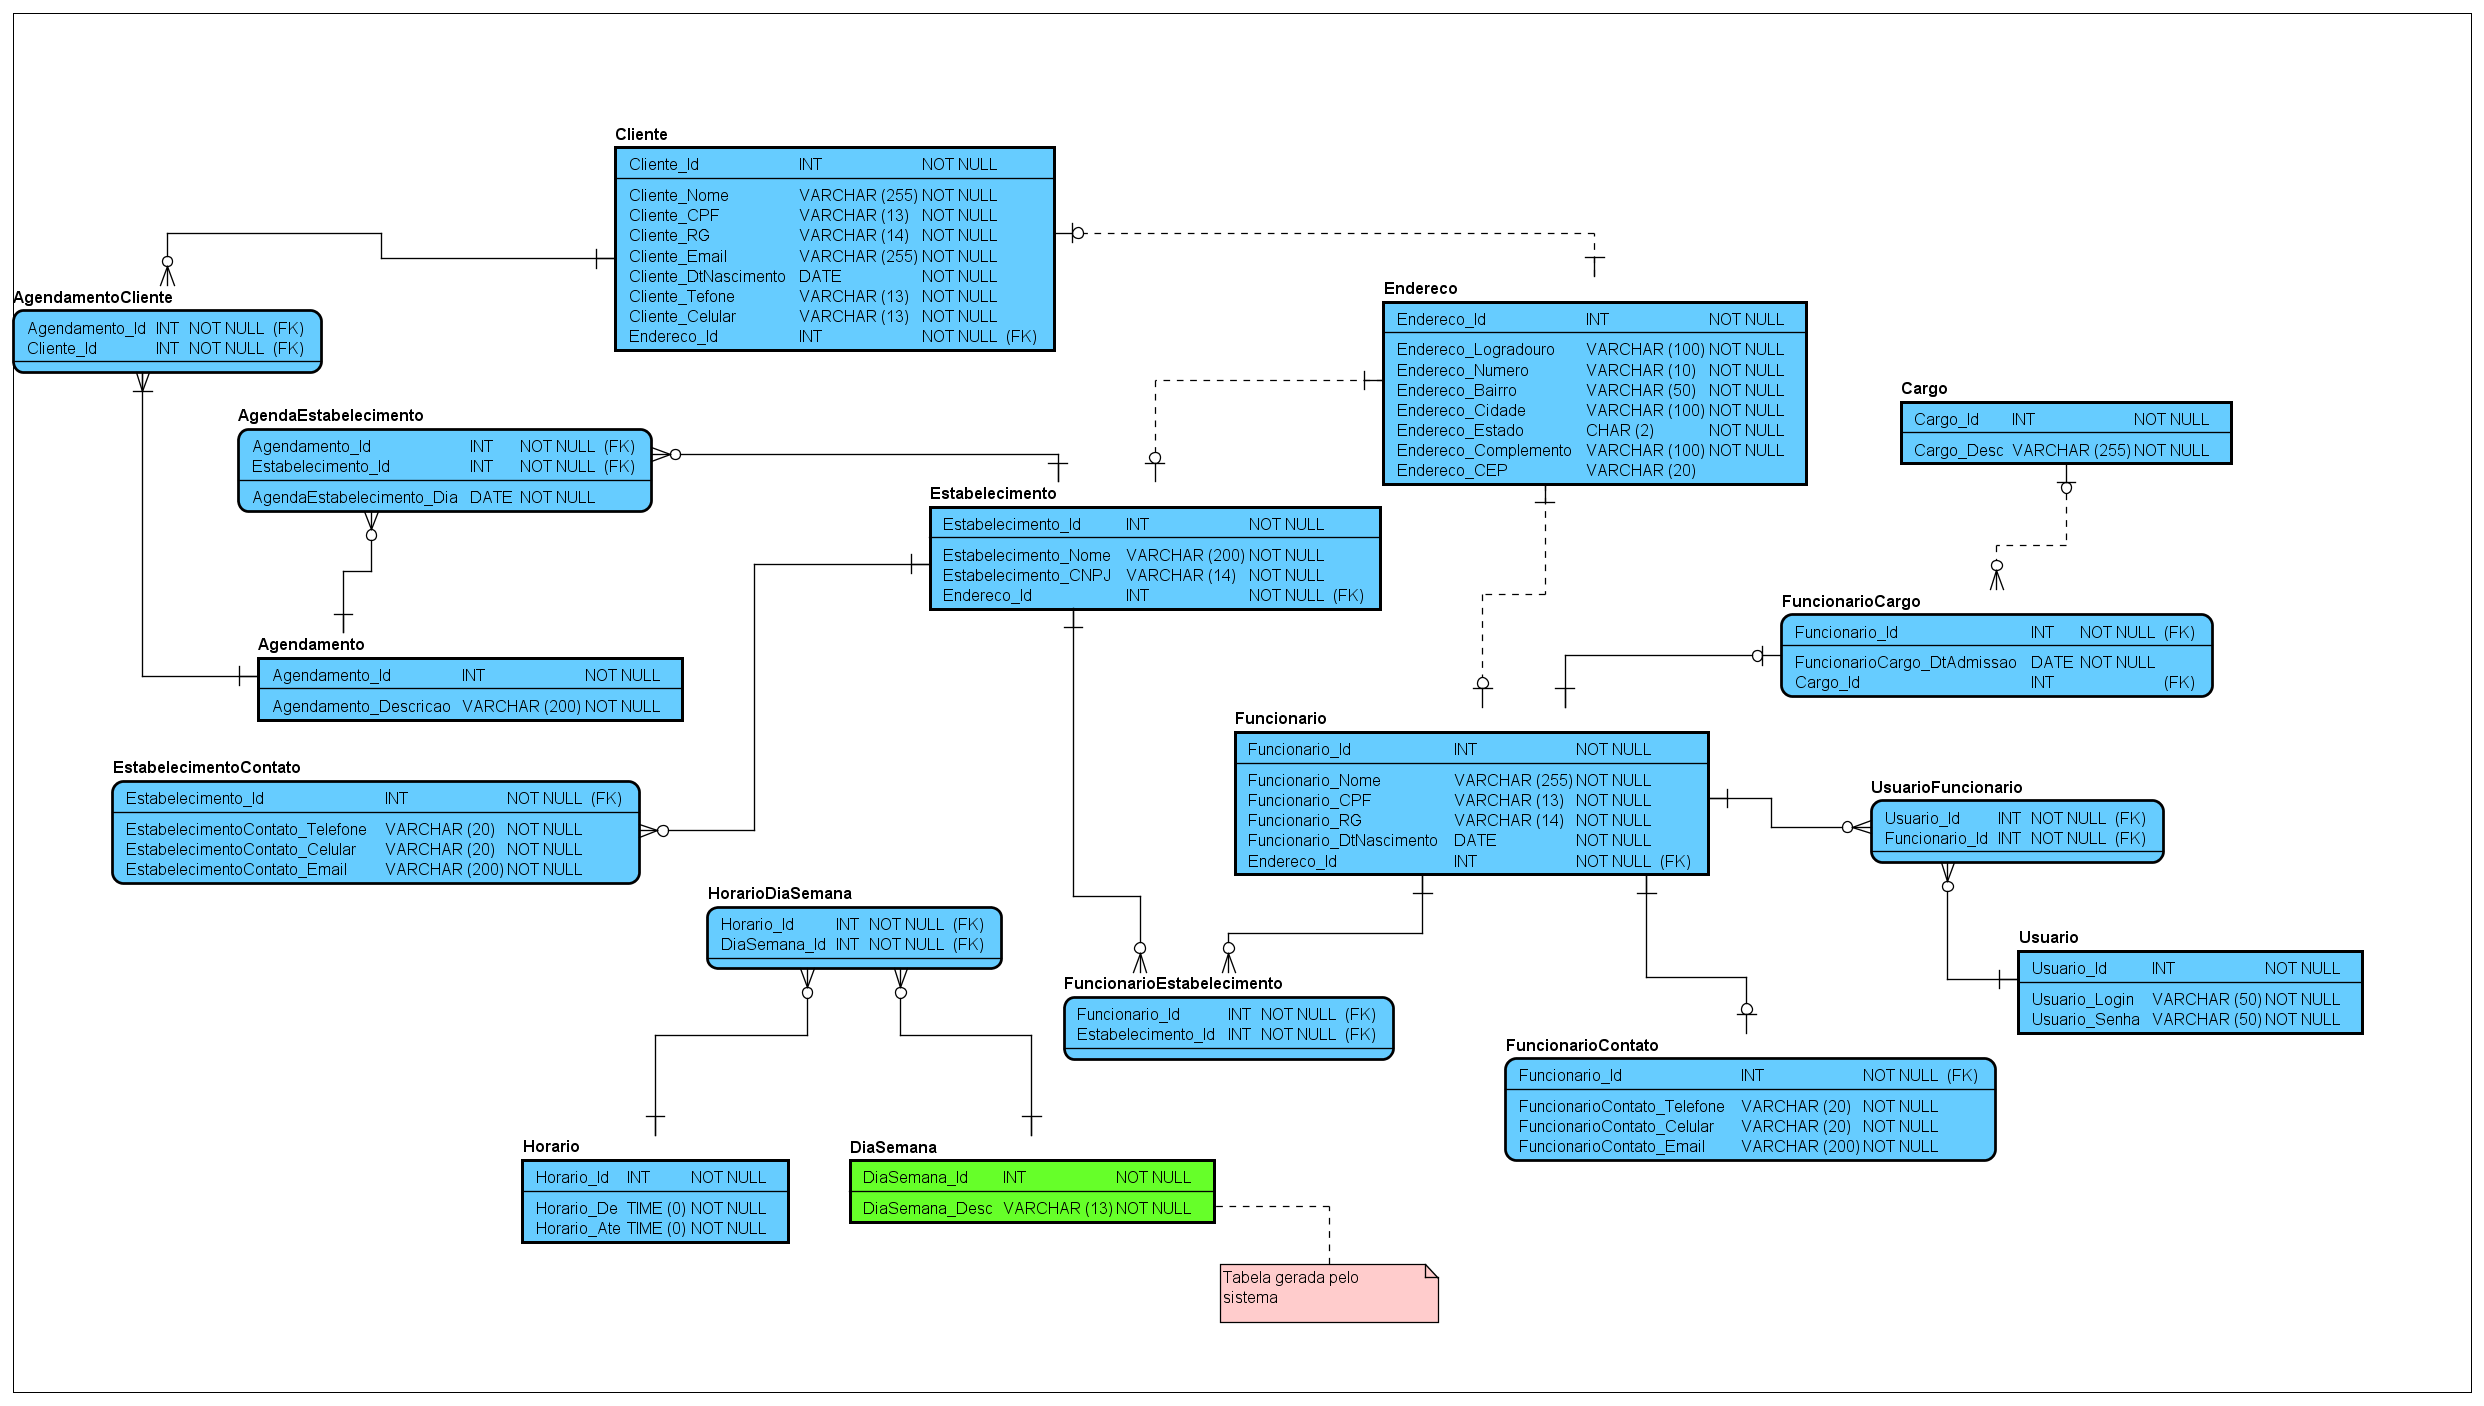 Cliente
Cliente_Id INT NOT NULL
Cliente_Nome VARCHAR (255) NOT NULL
Cliente_CPF VARCHAR (13) NOT NULL
Cliente_RG VARCHAR (14) NOT NULL
Cliente_Email VARCHAR (255) NOT NULL
Cliente_DtNascimento DATE NOT NULL
Cliente_Tefone VARCHAR (13) NOT NULL
Cliente_Celular VARCHAR (13) NOT NULL
Endereco_Id INT NOT NULL (FK)
AgendamentoCliente
Agendamento_Id INT NOT NULL (FK)
Cliente_Id INT NOT NULL (FK)
Endereco
Endereco_Id INT NOT NULL
Endereco_Logradouro VARCHAR (100) NOT NULL
Endereco_Numero VARCHAR (10) NOT NULL
Endereco_Bairro VARCHAR (50) NOT NULL
Endereco_Cidade VARCHAR (100) NOT NULL
Endereco_Estado CHAR (2) NOT NULL
Endereco_Complemento VARCHAR (100) NOT NULL
Endereco_CEP VARCHAR (20)
Cargo
Cargo_Id INT NOT NULL
Cargo_Desc VARCHAR (255) NOT NULL
AgendaEstabelecimento
Agendamento_Id INT NOT NULL (FK)
Estabelecimento_Id INT NOT NULL (FK)
AgendaEstabelecimento_Dia DATE NOT NULL
Estabelecimento
Estabelecimento_Id INT NOT NULL
Estabelecimento_Nome VARCHAR (200) NOT NULL
Estabelecimento_CNPJ VARCHAR (14) NOT NULL
Endereco_Id INT NOT NULL (FK)
FuncionarioCargo
Funcionario_Id INT NOT NULL (FK)
FuncionarioCargo_DtAdmissao DATE NOT NULL
Cargo_Id INT (FK)
Agendamento
Agendamento_Id INT NOT NULL
Agendamento_Descricao VARCHAR (200) NOT NULL
Funcionario
Funcionario_Id INT NOT NULL
Funcionario_Nome VARCHAR (255) NOT NULL
Funcionario_CPF VARCHAR (13) NOT NULL
Funcionario_RG VARCHAR (14) NOT NULL
Funcionario_DtNascimento DATE NOT NULL
Endereco_Id INT NOT NULL (FK)
EstabelecimentoContato
Estabelecimento_Id INT NOT NULL (FK)
EstabelecimentoContato_Telefone VARCHAR (20) NOT NULL
EstabelecimentoContato_Celular VARCHAR (20) NOT NULL
EstabelecimentoContato_Email VARCHAR (200) NOT NULL
UsuarioFuncionario
Usuario_Id INT NOT NULL (FK)
Funcionario_Id INT NOT NULL (FK)
HorarioDiaSemana
Horario_Id INT NOT NULL (FK)
DiaSemana_Id INT NOT NULL (FK)
Usuario
Usuario_Id INT NOT NULL
Usuario_Login VARCHAR (50) NOT NULL
Usuario_Senha VARCHAR (50) NOT NULL
FuncionarioEstabelecimento
Funcionario_Id INT NOT NULL (FK)
Estabelecimento_Id INT NOT NULL (FK)
FuncionarioContato
Funcionario_Id INT NOT NULL (FK)
FuncionarioContato_Telefone VARCHAR (20) NOT NULL
FuncionarioContato_Celular VARCHAR (20) NOT NULL
FuncionarioContato_Email VARCHAR (200) NOT NULL
Horario
Horario_Id INT NOT NULL
Horario_De TIME (0) NOT NULL
Horario_Ate TIME (0) NOT NULL
DiaSemana
DiaSemana_Id INT NOT NULL
DiaSemana_Desc VARCHAR (13) NOT NULL
Tabela gerada pelo
sistema